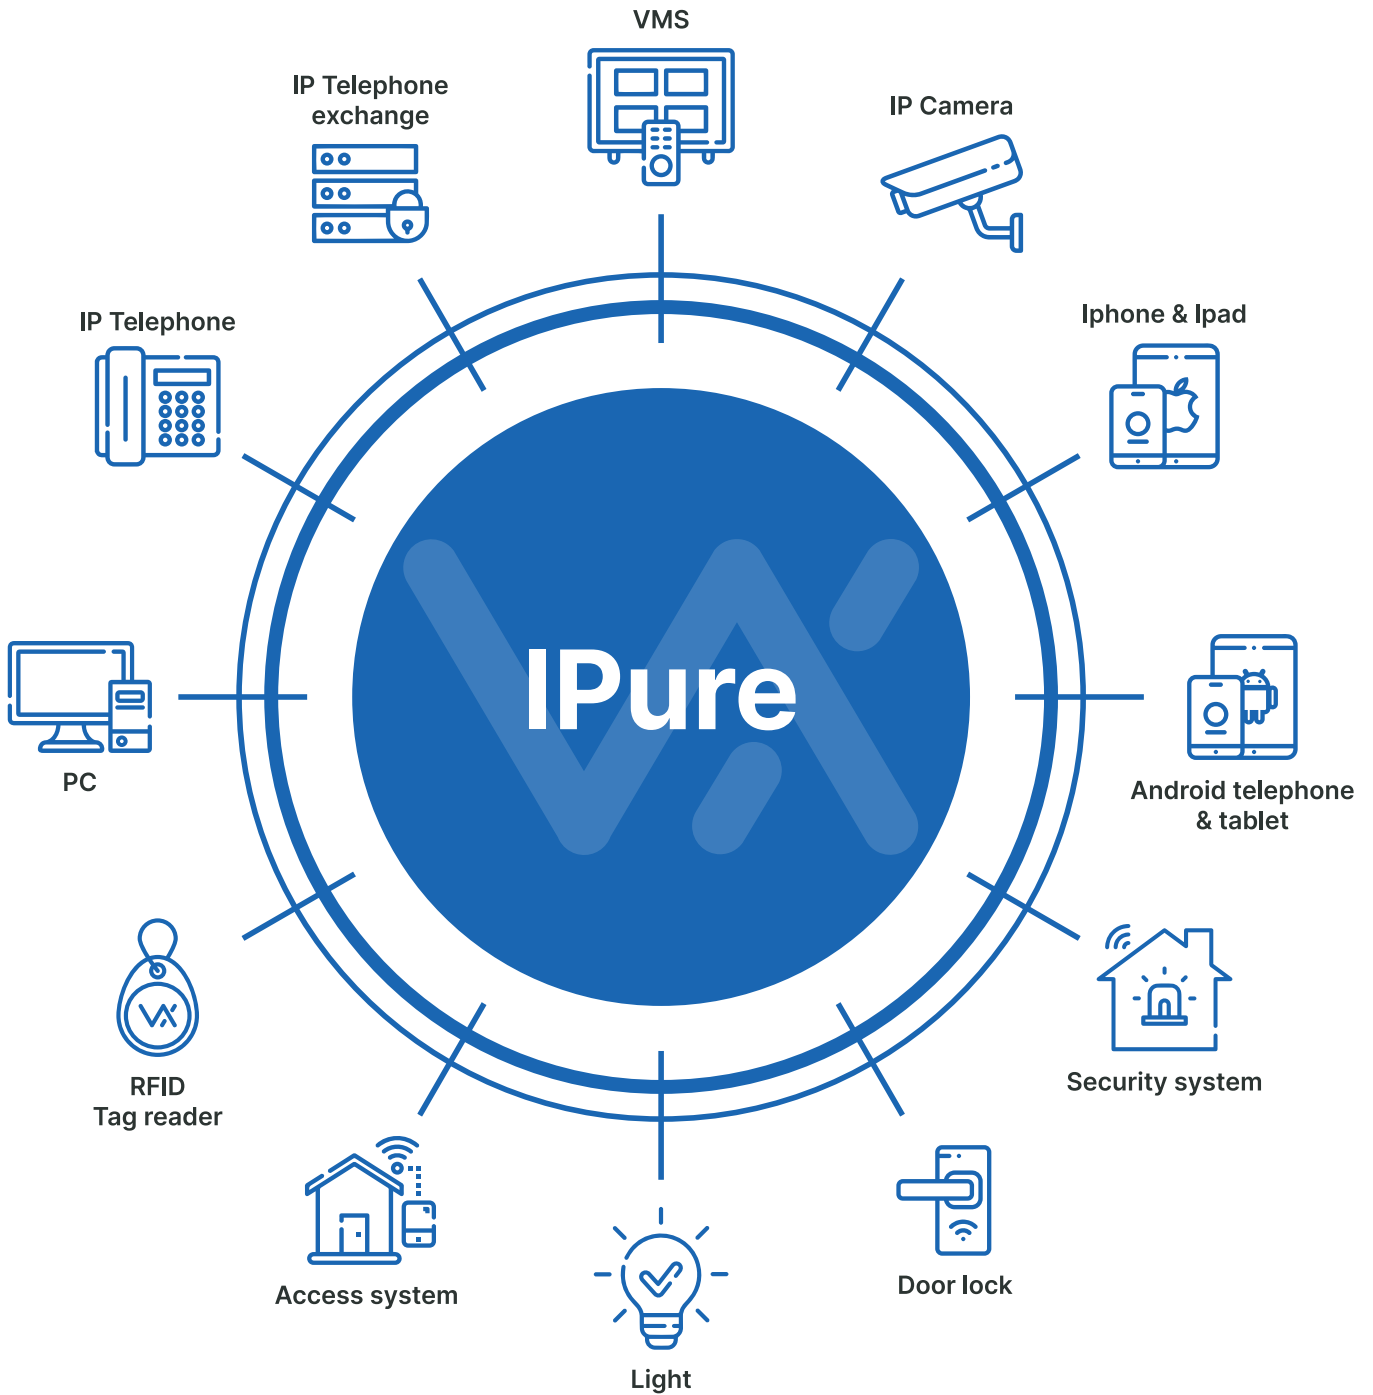 VMS
IP Telephone
exchange
IP Camera
Iphone & Ipad
IP Telephone
IPure
PC
Android telephone
& tablet
RFID
Tag reader
Security system
Access system
Door lock
Light